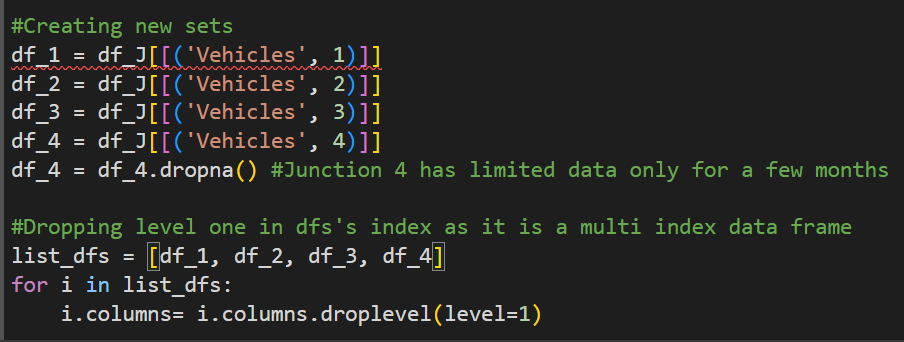 #Creating new sets
df_1 = df_J[[('Vehicles', 1)]]
df_2 = df_J[[('Vehicles', 2)]]
df_3 = df_J[[('Vehicles', 3)]]
df_4 = df_J[[('Vehicles', 4)]]
df_4 = df_4.dropna() #Junction 4 has limited data only for a few months
#Dropping level one in dfs's index as it is a multi index data frame
list_dfs = [df_1, df_2, df_3, df_4]
for i in list_dfs:
    i.columns= i.columns.droplevel(level=1)